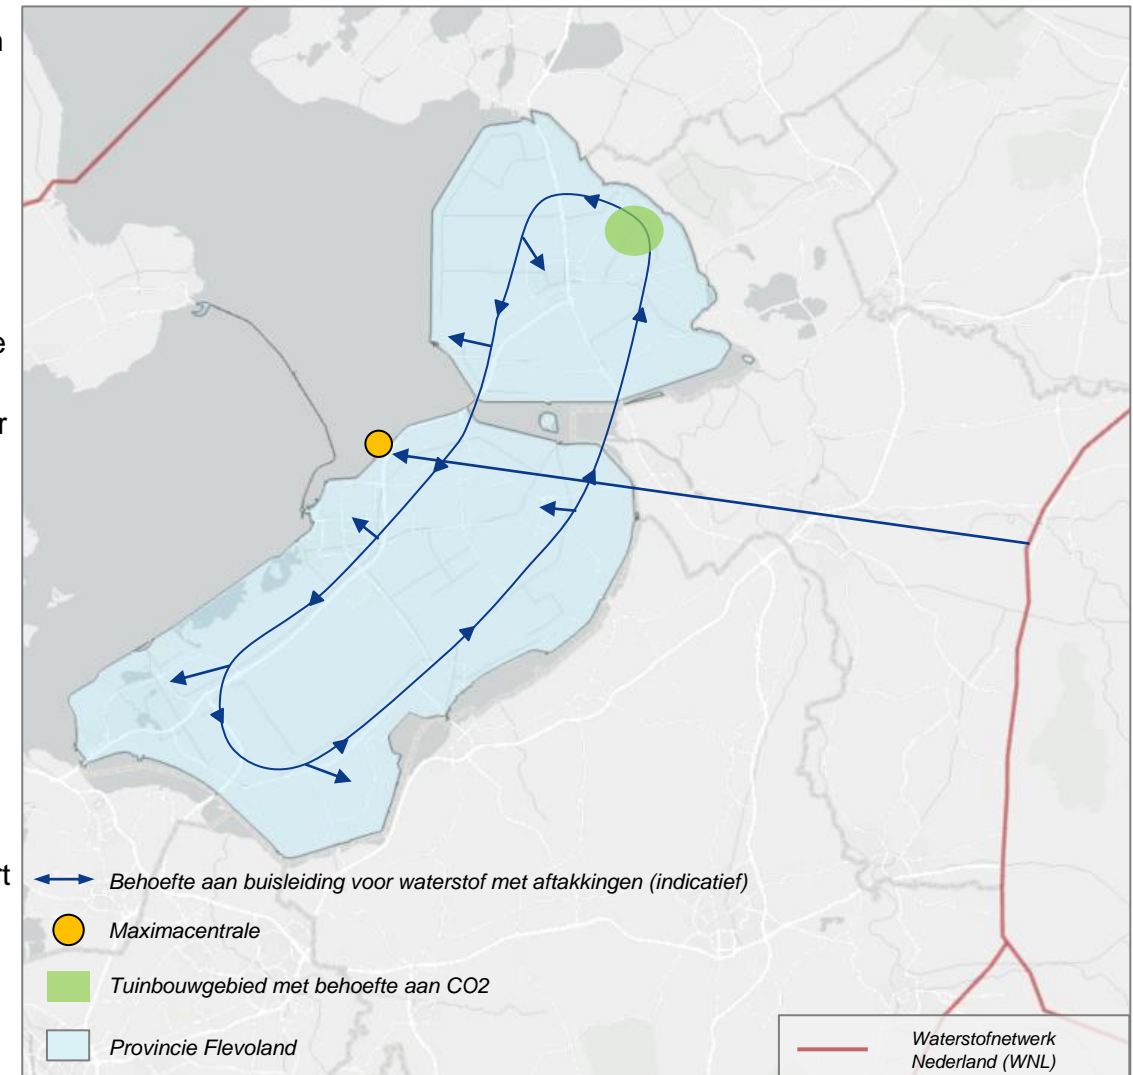 n
e
r
rt
Behoefte aan buisleiding voor waterstof met aftakkingen (indicatief)
Maximacentrale
Tuinbouwgebied met behoefte aan CO2
Provincie Flevoland
Waterstofnetwerk
Nederland (WNL)